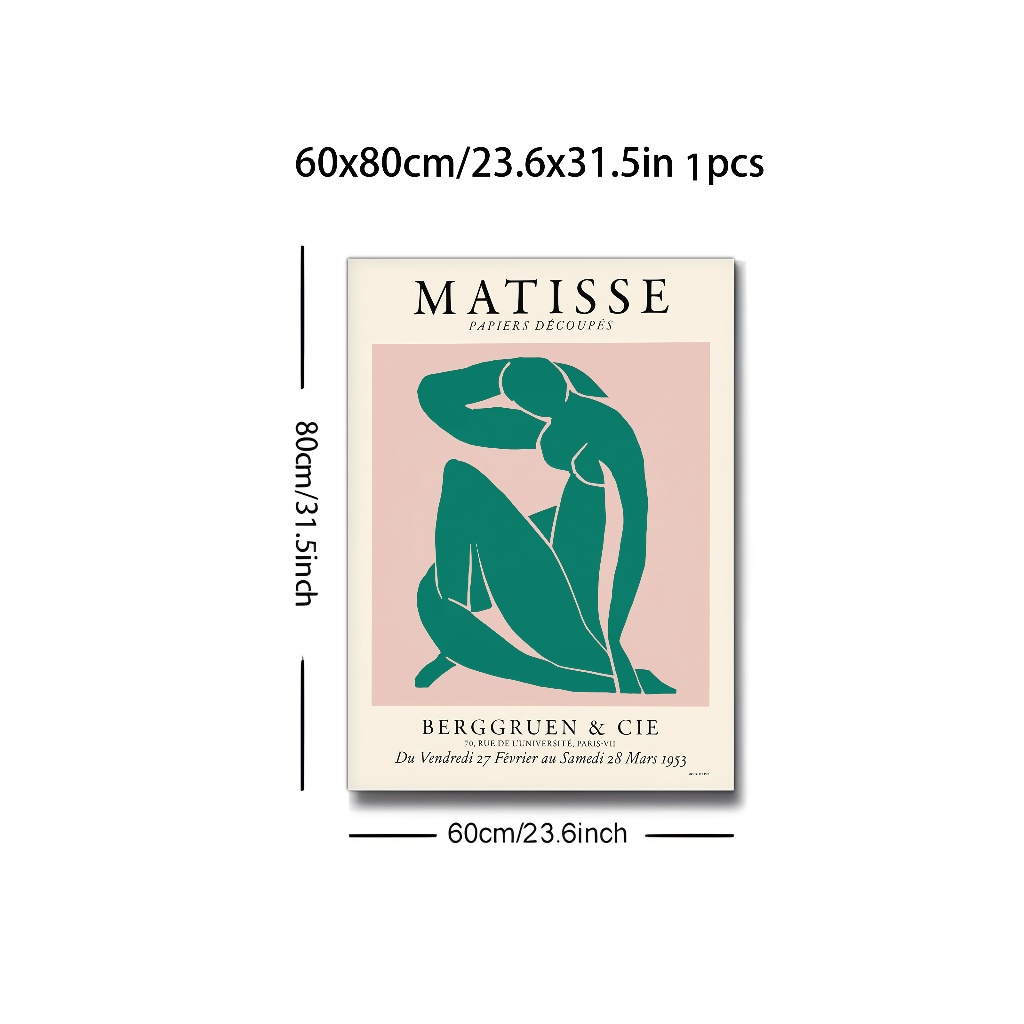 60x80cm/23.6x31.5in 1pcs
80cm/31.5inch
MATISSE
PAPIERS DÉCOUPÉS
BERGGRUEN & CIE
70, RUE DE L'UNIVERSITÉ, PARIS-VII
Du Vendredi 27 Février au Samedi 28 Mars 1953
60cm/23.6inch